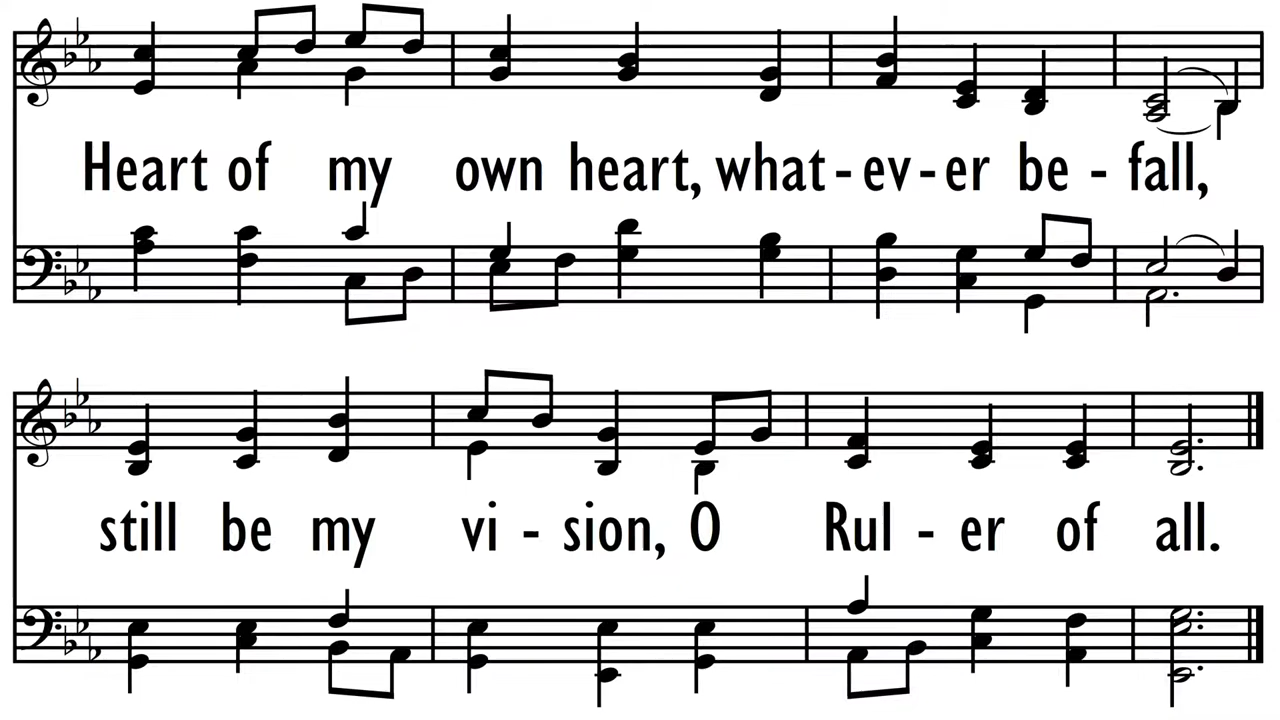 Heart of my own heart, what-ev-er be-fall,
still be my vi-sion, O Rul-er of all.